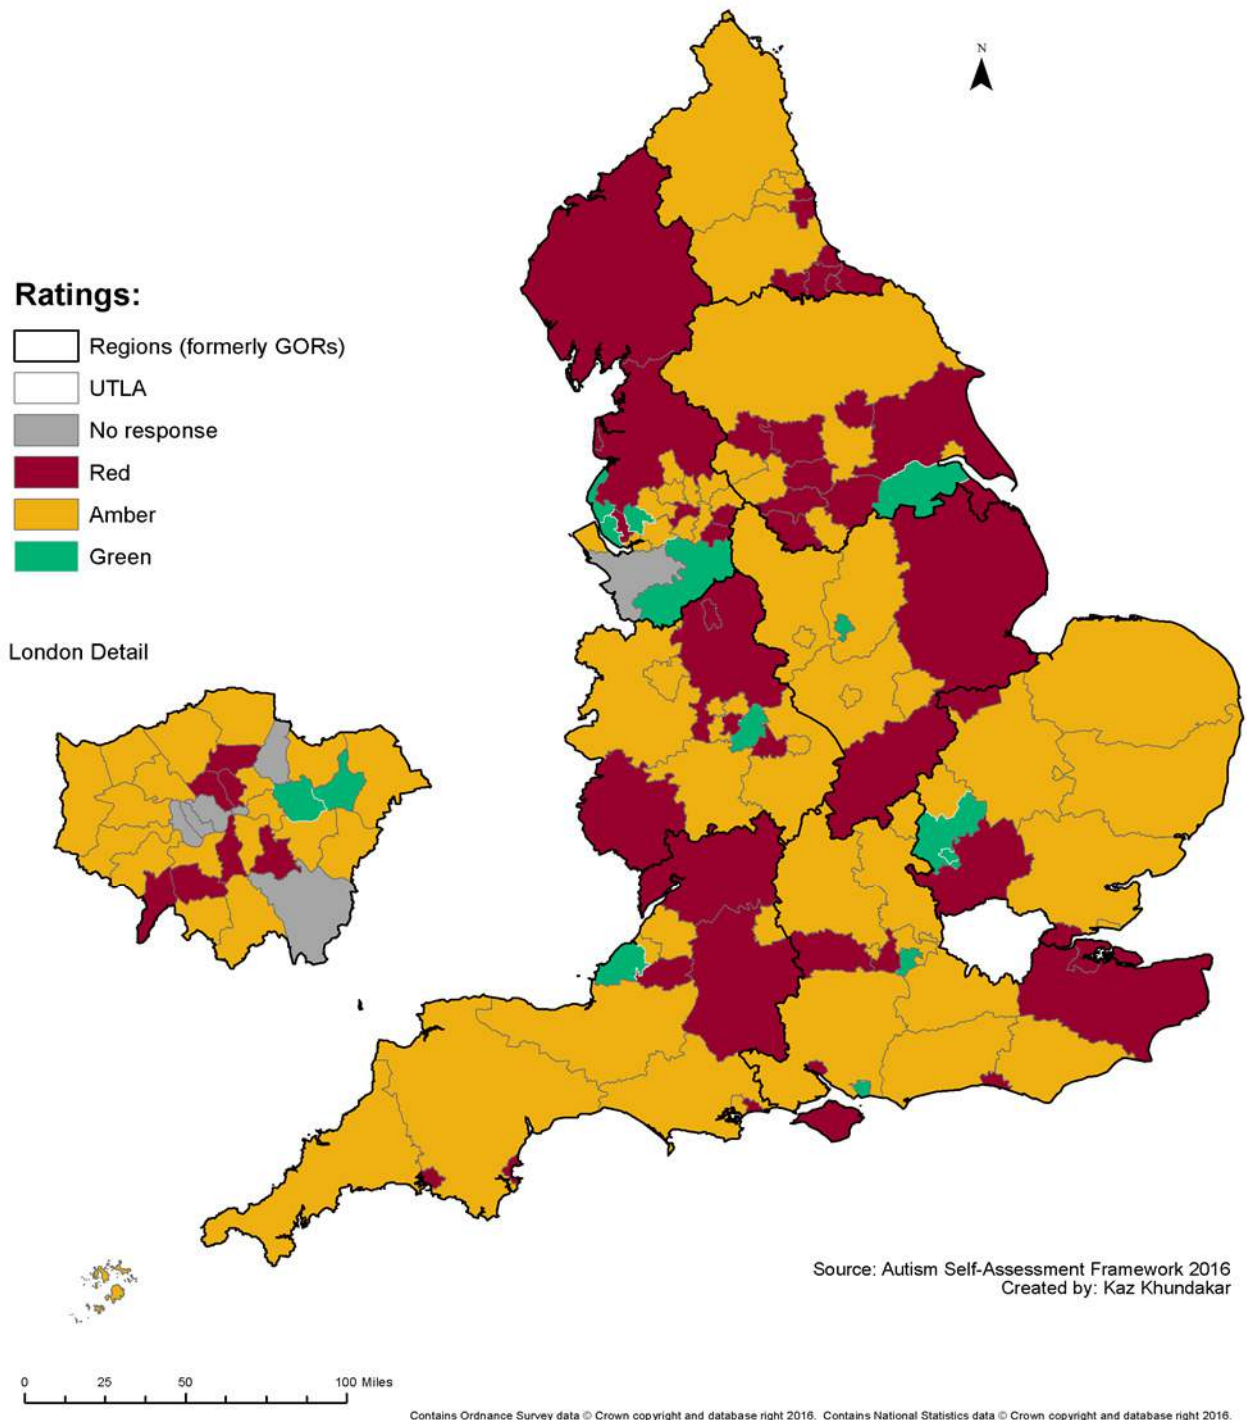 N
Ratings:
Regions (formerly GORs)
UTLA
No response
Red
Amber
Green
London Detail
Source: Autism Self-Assessment Framework 2016
Created by: Kaz Khundakar
0 25 50 100 Miles
Contains Ordnance Survey data © Crown copyright and database right 2016. Contains National Statistics data © Crown copyright and database right 2016.